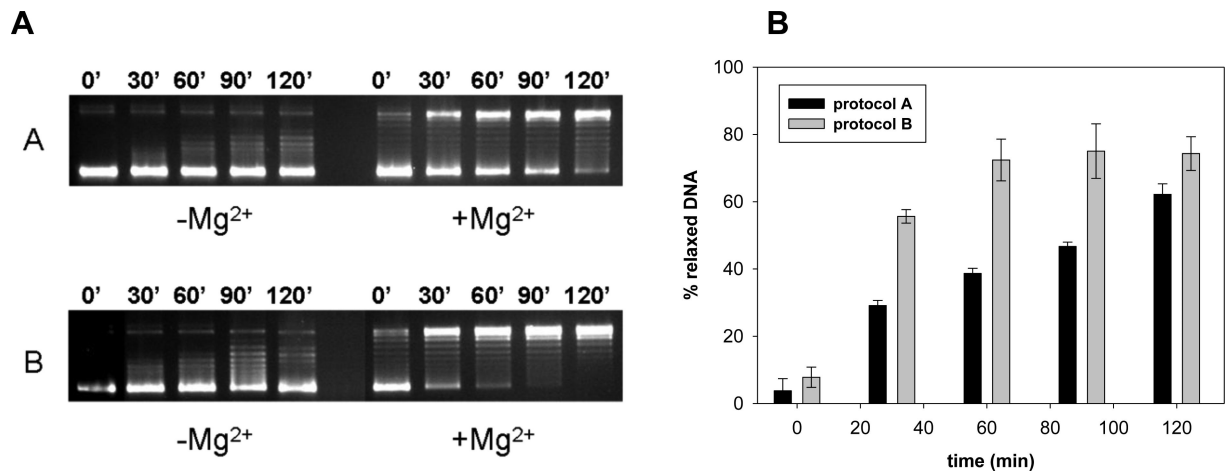 A
0' 30' 60' 90' 120' 0' 30' 60' 90' 120'
A
-Mg²⁺ +Mg²⁺
0' 30' 60' 90' 120' 0' 30' 60' 90' 120'
B
-Mg²⁺ +Mg²⁺
B
100
80
60
40
20
0
% relaxed DNA
protocol A
protocol B
0 20 40 60 80 100 120
time (min)